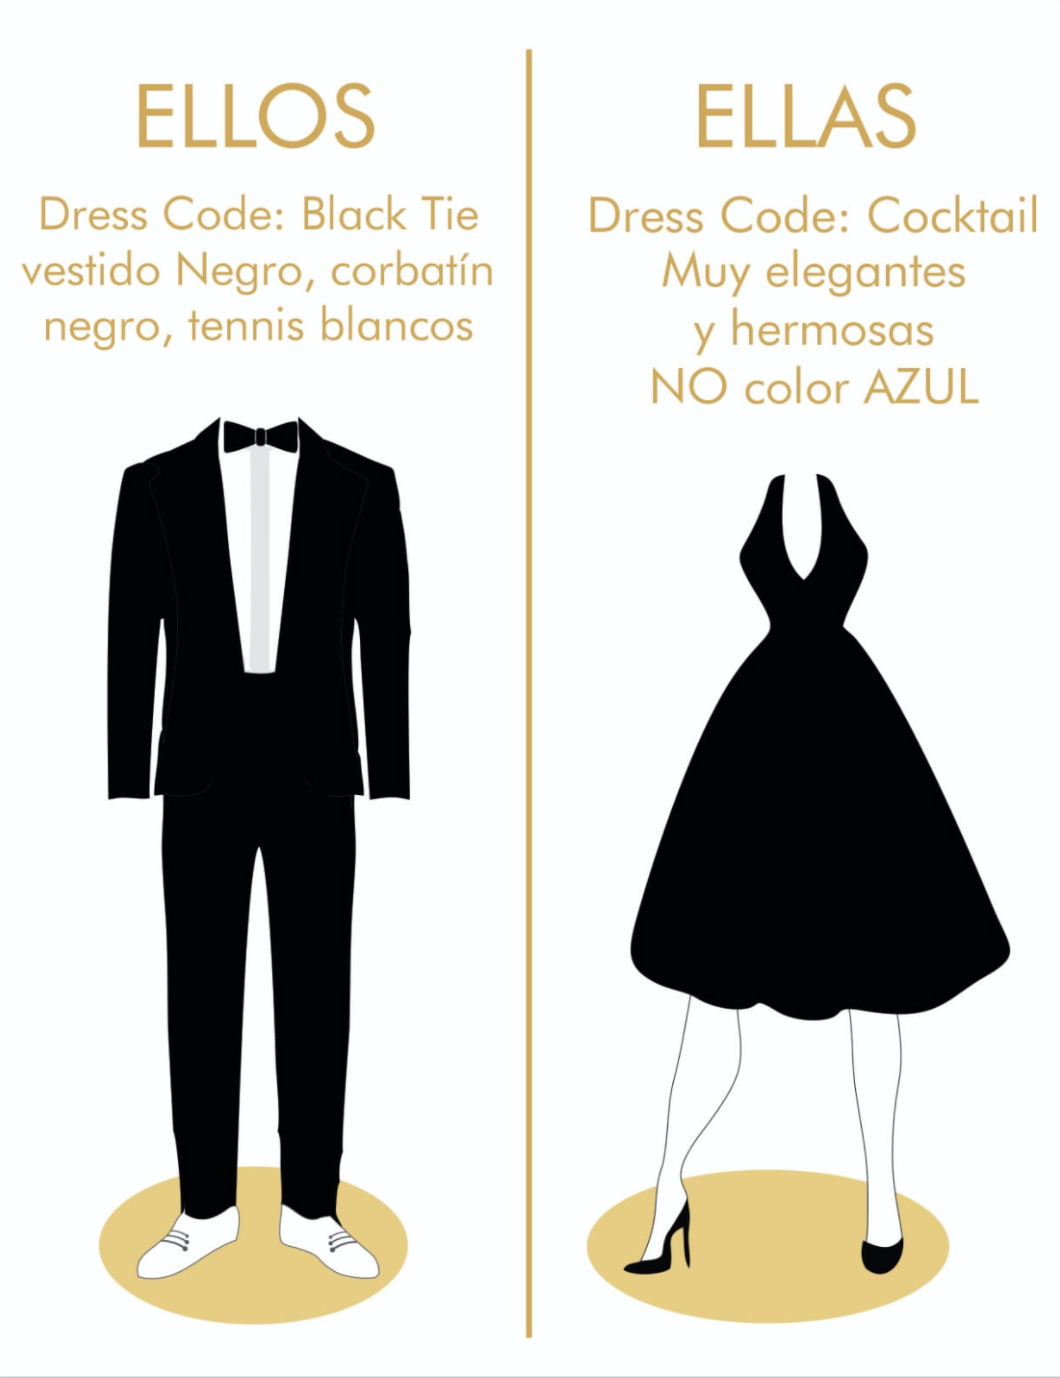 ELLOS
Dress Code: Black Tie
vestido Negro, corbatín
negro, tennis blancos
ELLAS
Dress Code: Cocktail
Muy elegantes
y hermosas
NO color AZUL